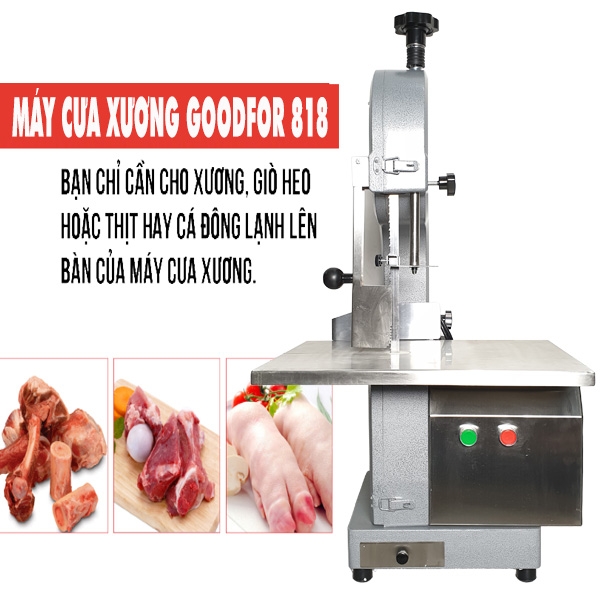 MÁY CƯA XƯƠNG GOODFOR 818
BẠN CHỈ CẦN CHO XƯƠNG, GIÒ HEO
HOẶC THỊT HAY CÁ ĐÔNG LẠNH LÊN
BÀN CỦA MÁY CƯA XƯƠNG.